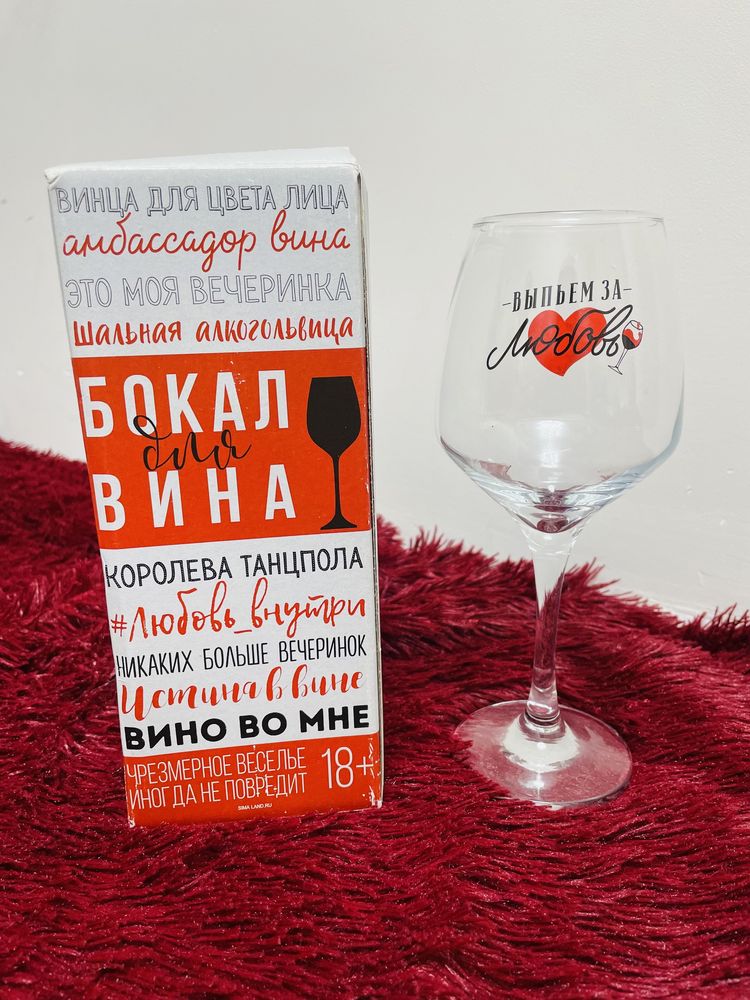 ВИНЦА ДЛЯ ЦВЕТА ЛИЦА
амбассадор вина
ЭТО МОЯ ВЕЧЕРИНКА
шальная алкогольвица
БОКАЛ
для
ВИНА
КОРОЛЕВА ТАНЦПОЛА
#Любовь_внутри
НИКАКИХ БОЛЬШЕ ВЕЧЕРИНОК
Истина в вине
ВИНО ВО МНЕ
ЧРЕЗМЕРНОЕ ВЕСЕЛЬЕ
ИНОГДА НЕ ПОВРЕДИТ 18+
SIMA-LAND.RU
-ВЫПЬЕМ ЗА-
Любовь